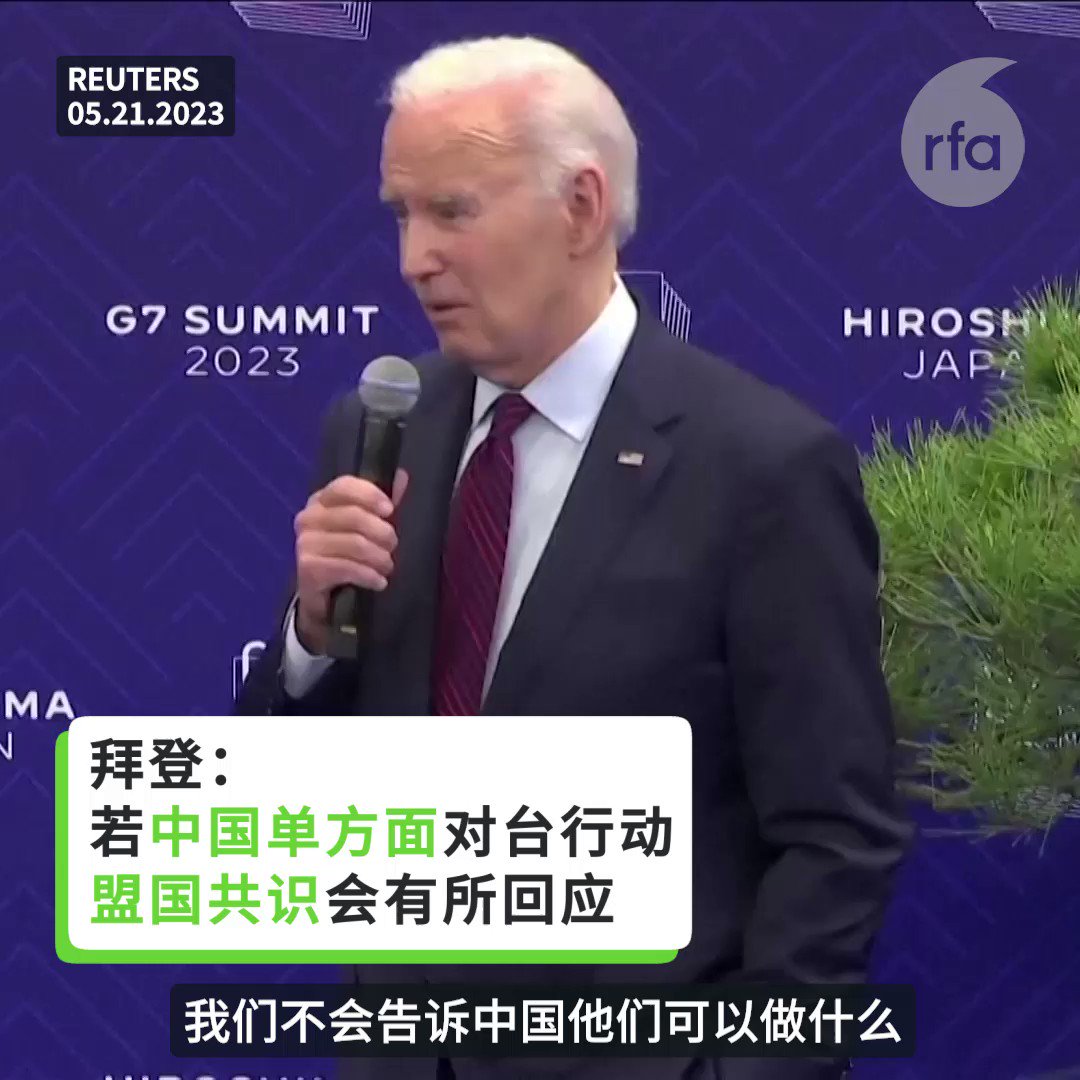 REUTERS
05.21.2023
rfa
G7 SUMMIT
2023
HIROSH
JAPA
MA
N
拜登：
若中国单方面对台行动
盟国共识会有所回应
我们不会告诉中国他们可以做什么